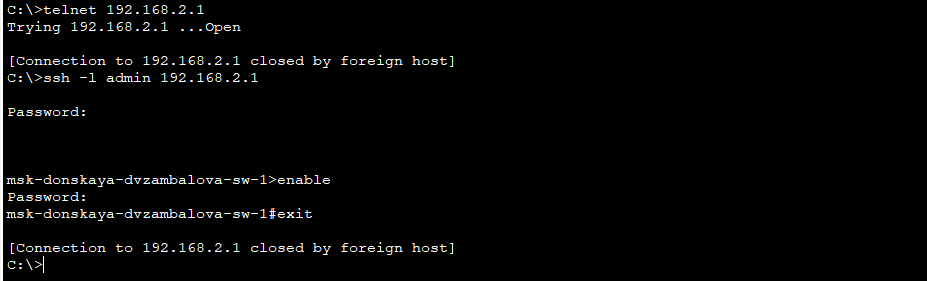 C:\>telnet 192.168.2.1
Trying 192.168.2.1 ...Open
[Connection to 192.168.2.1 closed by foreign host]
C:\>ssh -l admin 192.168.2.1
Password:
msk-donskaya-dvzambalova-sw-1>enable
Password:
msk-donskaya-dvzambalova-sw-1#exit
[Connection to 192.168.2.1 closed by foreign host]
C:\>